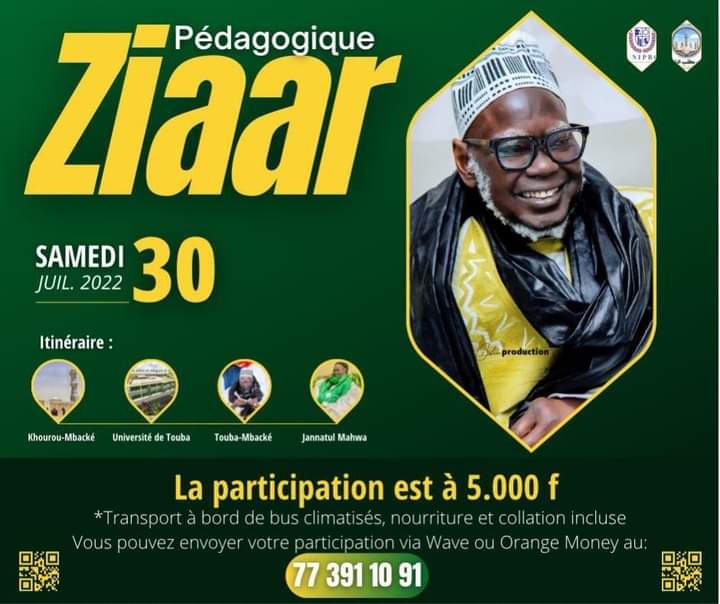 Pédagogique
Ziaar
UNIPRO
SAMEDI
JUIL. 2022
30
Itinéraire :
Khourou-Mbacké
Université de Touba
Touba-Mbacké
Jannatul Mahwa
production
La participation est à 5.000 f
*Transport à bord de bus climatisés, nourriture et collation incluse
Vous pouvez envoyer votre participation via Wave ou Orange Money au:
77 391 10 91